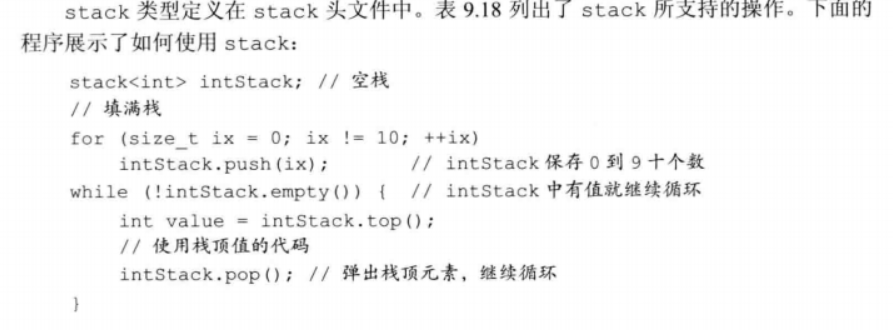 stack 类型定义在 stack 头文件中。表 9.18 列出了 stack 所支持的操作。下面的
程序展示了如何使用 stack：
stack<int> intStack; // 空栈
// 填满栈
for (size_t ix = 0; ix != 10; ++ix)
intStack.push(ix); // intStack 保存 0 到 9 十个数
while (!intStack.empty()) { // intStack 中有值就继续循环
int value = intStack.top();
// 使用栈顶值的代码
intStack.pop(); // 弹出栈顶元素，继续循环
}